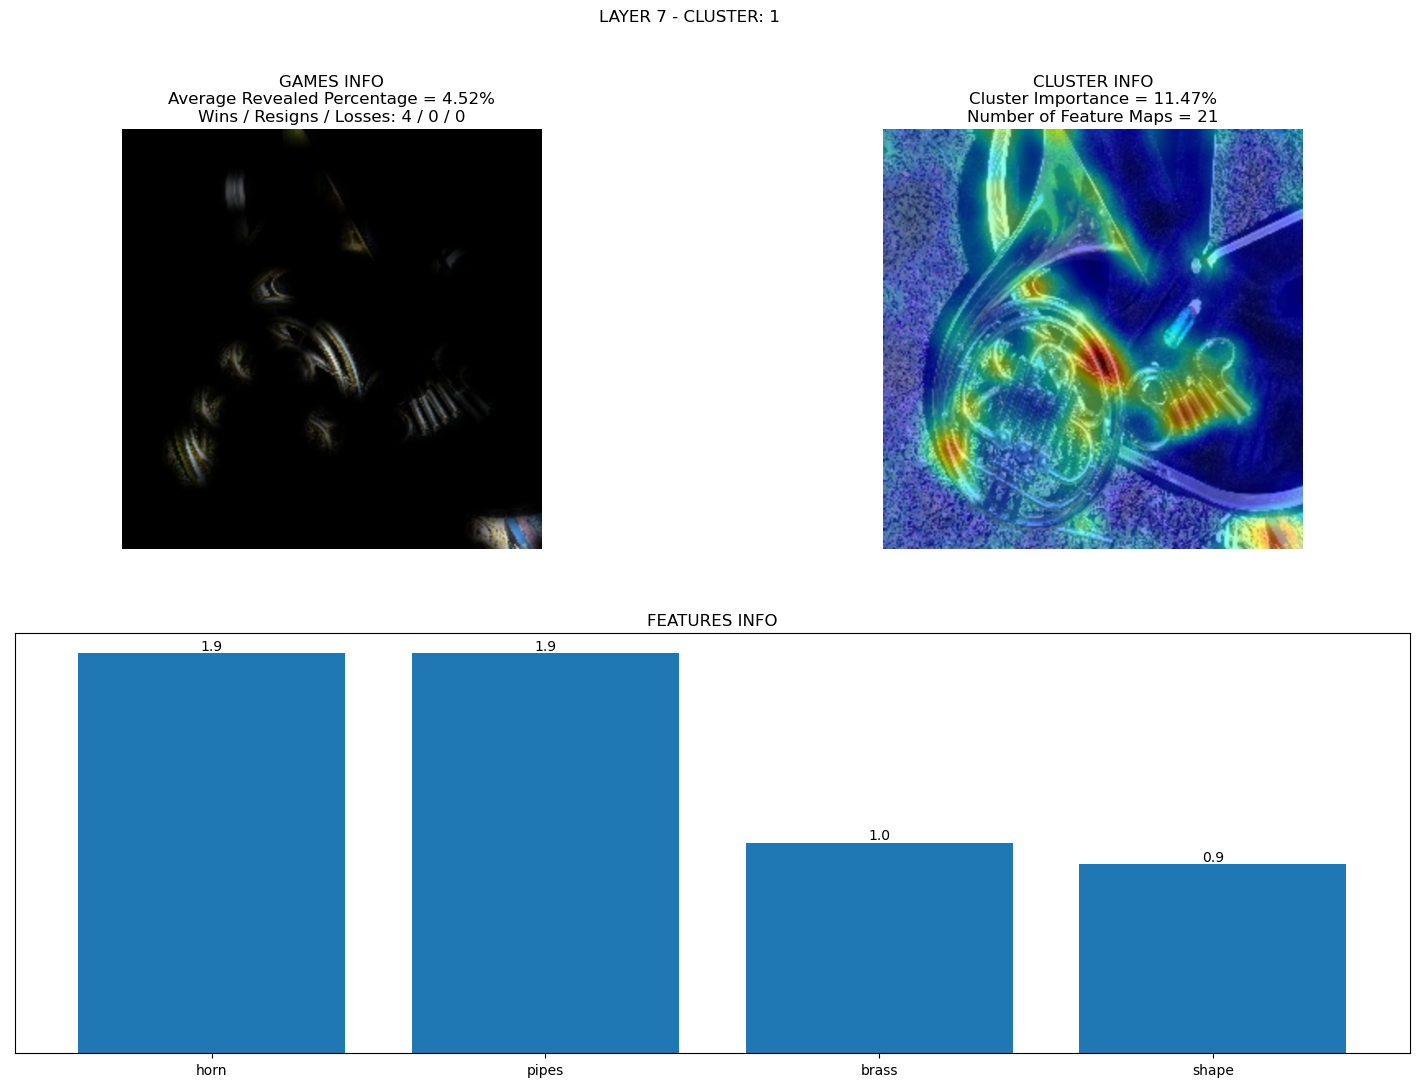 LAYER 7 - CLUSTER: 1
GAMES INFO
Average Revealed Percentage = 4.52%
Wins / Resigns / Losses: 4 / 0 / 0
CLUSTER INFO
Cluster Importance = 11.47%
Number of Feature Maps = 21
FEATURES INFO
1.9
1.9
1.0
0.9
horn
pipes
brass
shape